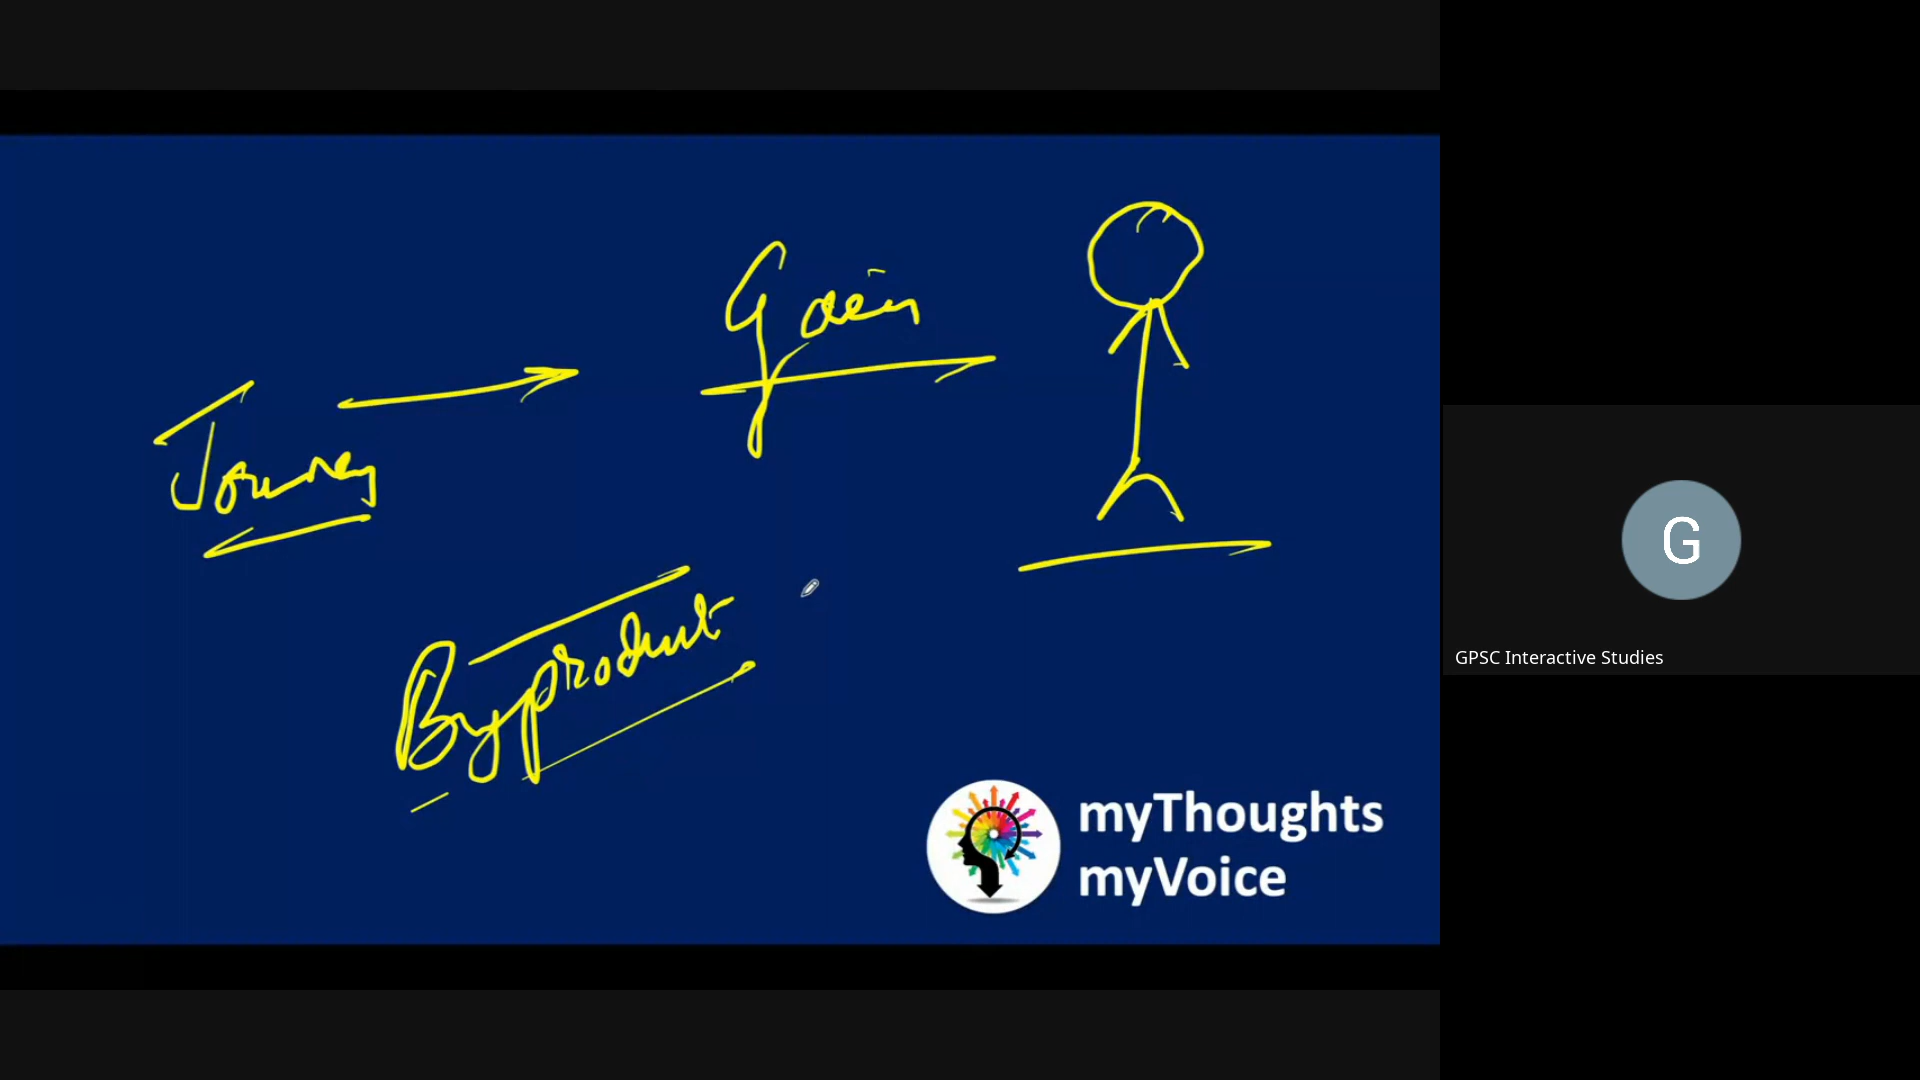 Gain
Journey
Byproduct
myThoughts
myVoice
G
GPSC Interactive Studies